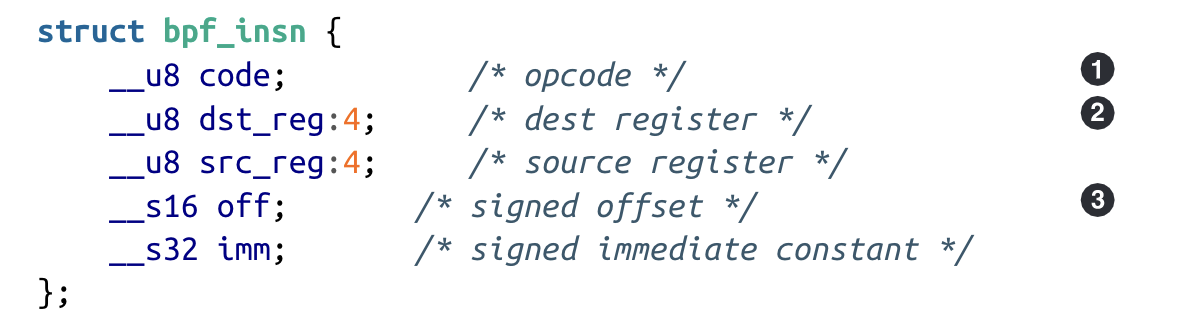 struct bpf_insn {
    __u8 code;          /* opcode */ 1
    __u8 dst_reg:4;     /* dest register */ 2
    __u8 src_reg:4;     /* source register */
    __s16 off;       /* signed offset */ 3
    __s32 imm;       /* signed immediate constant */
};